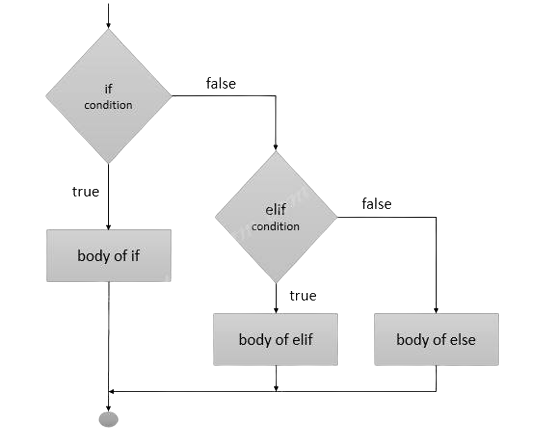 if
condition
false
true
elif
condition
false
body of if
true
body of elif
body of else